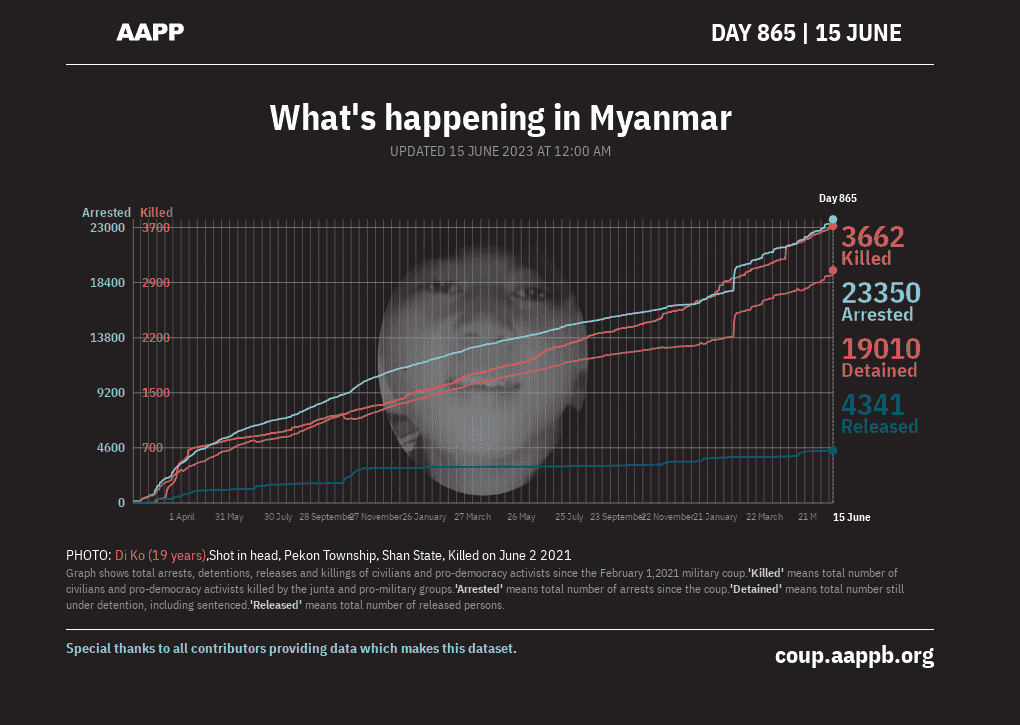 AAPP
DAY 865 | 15 JUNE
What's happening in Myanmar
UPDATED 15 JUNE 2023 AT 12:00 AM
Day 865
Arrested Killed
23000 3700
18400 2900
13800 2200
9200 1500
4600 700
0
3662
Killed
23350
Arrested
19010
Detained
4341
Released
1 April 31 May 30 July 28 September 27 November 26 January 27 March 26 May 25 July 23 September 22 November 21 January 22 March 21 M 15 June
PHOTO: Di Ko (19 years),Shot in head, Pekon Township, Shan State, Killed on June 2 2021
Graph shows total arrests, detentions, releases and killings of civilians and pro-democracy activists since the February 1,2021 military coup.'Killed' means total number of
civilians and pro-democracy activists killed by the junta and pro-military groups.'Arrested' means total number of arrests since the coup.'Detained' means total number still
under detention, including sentenced.'Released' means total number of released persons.
Special thanks to all contributors providing data which makes this dataset.
coup.aappb.org